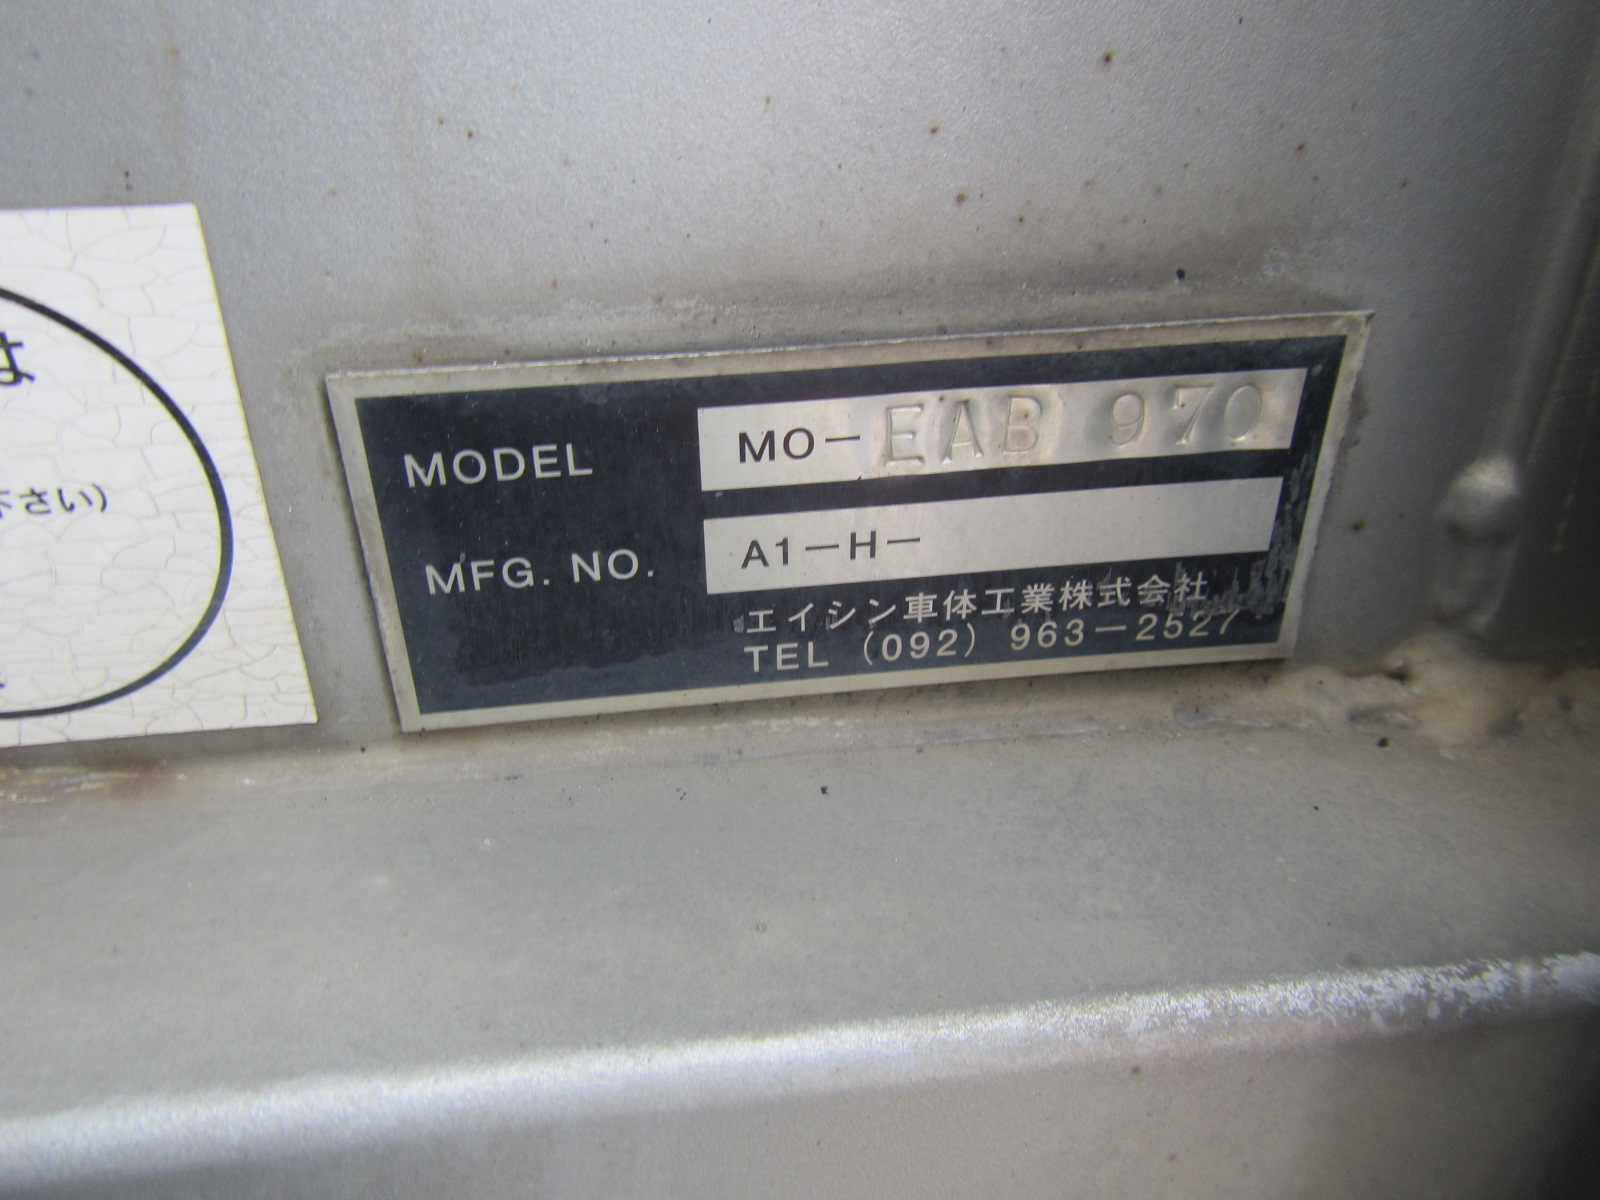 は
下さい)
MODEL MO-EAB 970
MFG. NO. A1-H-
エイシン車体工業株式会社
TEL (092) 963-2527